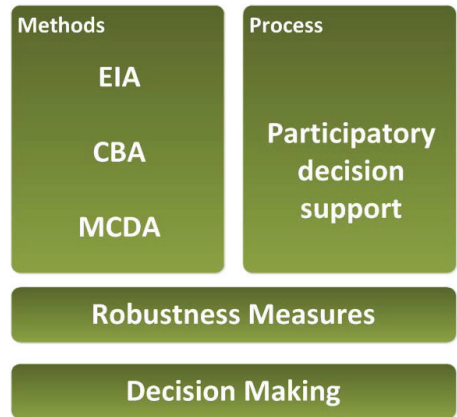 Methods
EIA
CBA
MCDA
Process
Participatory
decision
support
Robustness Measures
Decision Making